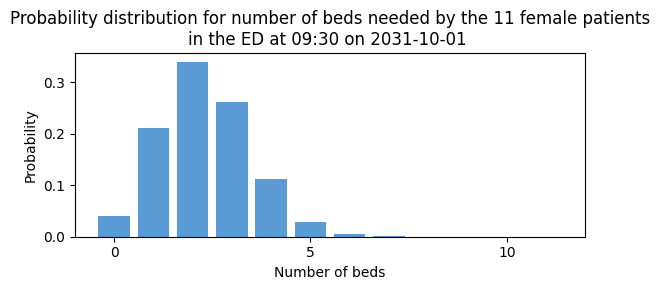 Probability distribution for number of beds needed by the 11 female patients
in the ED at 09:30 on 2031-10-01
Probability
0.3
0.2
0.1
0.0
0
5
10
Number of beds